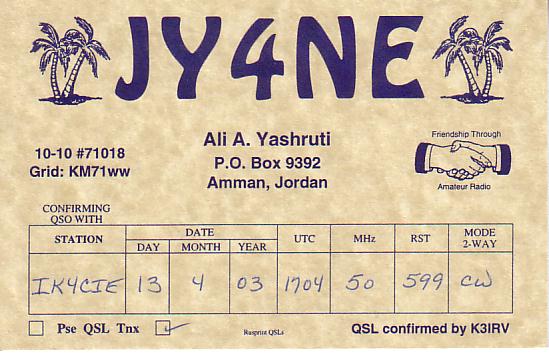 JY4NE
10-10 #71018
Grid: KM71ww
Ali A. Yashruti
P.O. Box 9392
Amman, Jordan
Friendship Through
Amateur Radio
CONFIRMING
QSO WITH
STATION DATE UTC MHz RST MODE 2-WAY
DAY MONTH YEAR
IK4CIE 13 4 03 1704 50 599 CW
Pse QSL Tnx ✓
Rusprint QSLs
QSL confirmed by K3IRV